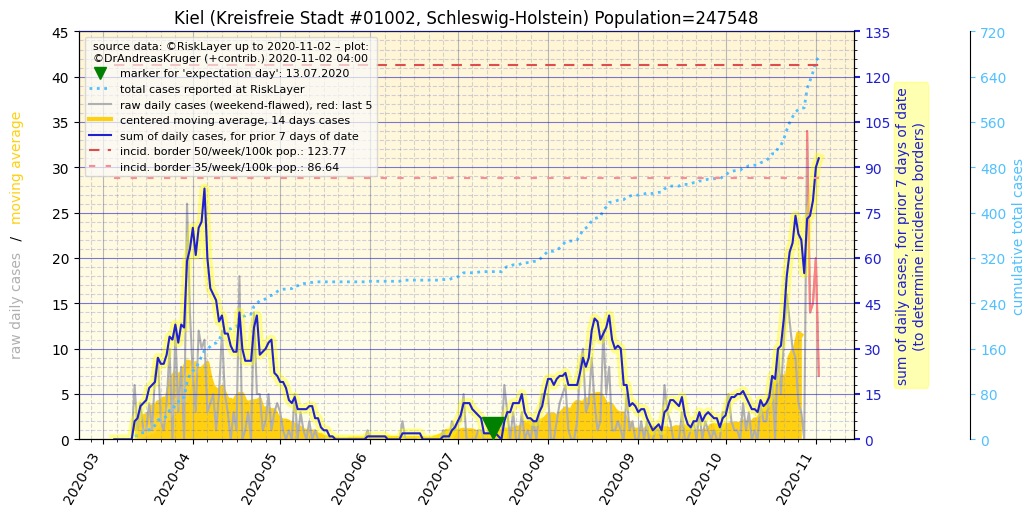 Kiel (Kreisfreie Stadt #01002, Schleswig-Holstein) Population=247548
source data: ©RiskLayer up to 2020-11-02 – plot:
©DrAndreasKruger (+contrib.) 2020-11-02 04:00
marker for 'expectation day': 13.07.2020
total cases reported at RiskLayer
raw daily cases (weekend-flawed), red: last 5
centered moving average, 14 days cases
sum of daily cases, for prior 7 days of date
incid. border 50/week/100k pop.: 123.77
incid. border 35/week/100k pop.: 86.64
raw daily cases / moving average
45
40
35
30
25
20
15
10
5
0
2020-03
2020-04
2020-05
2020-06
2020-07
2020-08
2020-09
2020-10
2020-11
135
120
105
90
75
60
45
30
15
0
sum of daily cases, for prior 7 days of date
(to determine incidence borders)
720
640
560
480
400
320
240
160
80
0
cumulative total cases